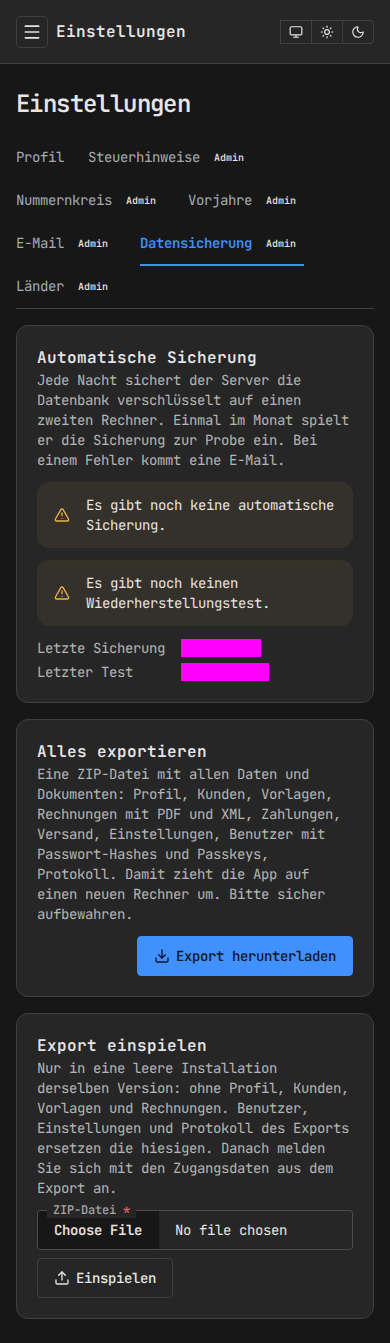 Einstellungen
Einstellungen
Profil Steuerhinweise Admin
Nummernkreis Admin Vorjahre Admin
E-Mail Admin Datensicherung Admin
Länder Admin
Automatische Sicherung
Jede Nacht sichert der Server die
Datenbank verschlüsselt auf einen
zweiten Rechner. Einmal im Monat spielt
er die Sicherung zur Probe ein. Bei
einem Fehler kommt eine E-Mail.
Es gibt noch keine automatische
Sicherung.
Es gibt noch keinen
Wiederherstellungstest.
Letzte Sicherung
Letzter Test
Alles exportieren
Eine ZIP-Datei mit allen Daten und
Dokumenten: Profil, Kunden, Vorlagen,
Rechnungen mit PDF und XML, Zahlungen,
Versand, Einstellungen, Benutzer mit
Passwort-Hashes und Passkeys,
Protokoll. Damit zieht die App auf
einen neuen Rechner um. Bitte sicher
aufbewahren.
Export herunterladen
Export einspielen
Nur in eine leere Installation
derselben Version: ohne Profil, Kunden,
Vorlagen und Rechnungen. Benutzer,
Einstellungen und Protokoll des Exports
ersetzen die hiesigen. Danach melden
Sie sich mit den Zugangsdaten aus dem
Export an.
ZIP-Datei *
Choose File No file chosen
Einspielen